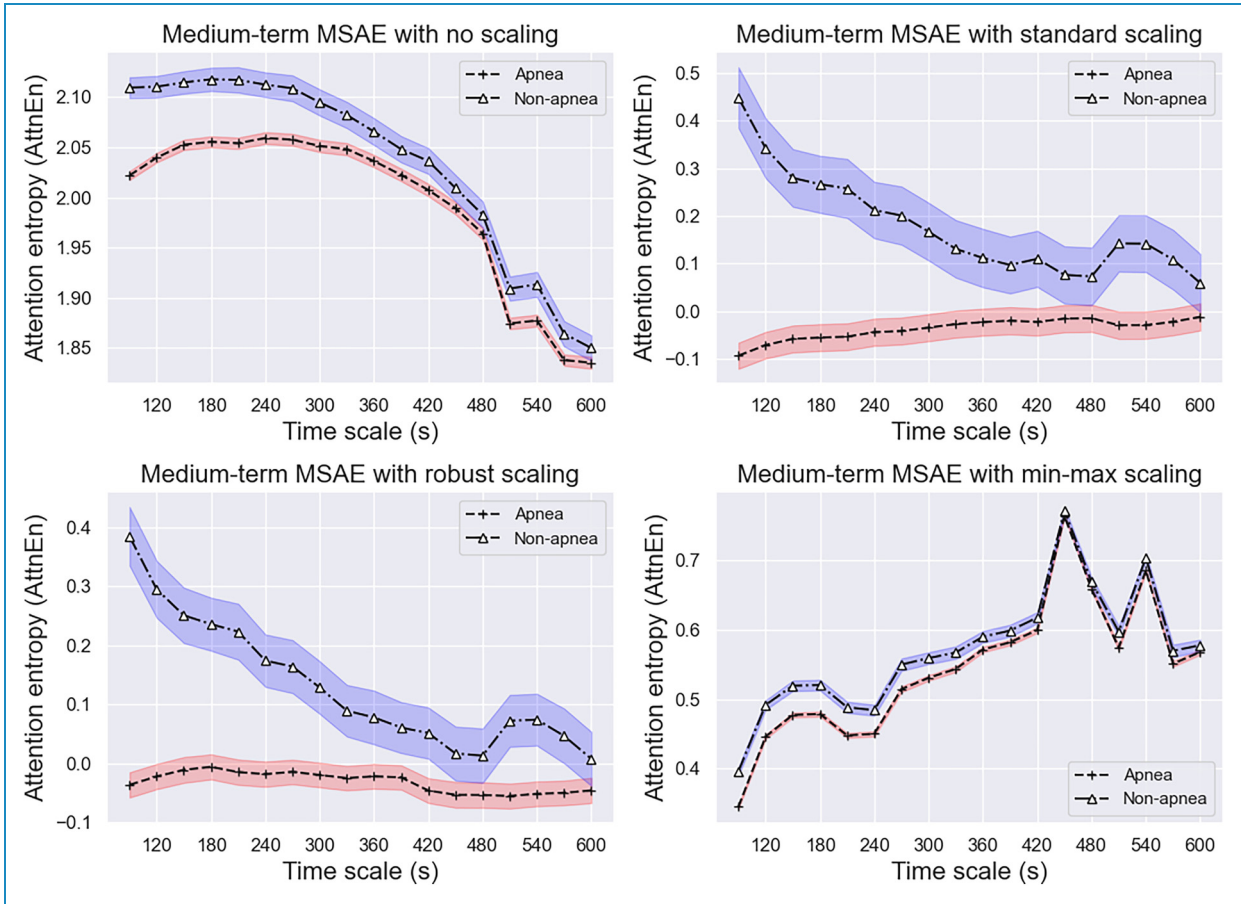 Medium-term MSAE with no scaling
Attention entropy (AttnEn)
2.10
2.05
2.00
1.95
1.90
1.85
Apnea
Non-apnea
120 180 240 300 360 420 480 540 600
Time scale (s)
Medium-term MSAE with standard scaling
Attention entropy (AttnEn)
0.5
0.4
0.3
0.2
0.1
0.0
−0.1
Apnea
Non-apnea
120 180 240 300 360 420 480 540 600
Time scale (s)
Medium-term MSAE with robust scaling
Attention entropy (AttnEn)
0.4
0.3
0.2
0.1
0.0
−0.1
Apnea
Non-apnea
120 180 240 300 360 420 480 540 600
Time scale (s)
Medium-term MSAE with min-max scaling
Attention entropy (AttnEn)
0.7
0.6
0.5
0.4
Apnea
Non-apnea
120 180 240 300 360 420 480 540 600
Time scale (s)